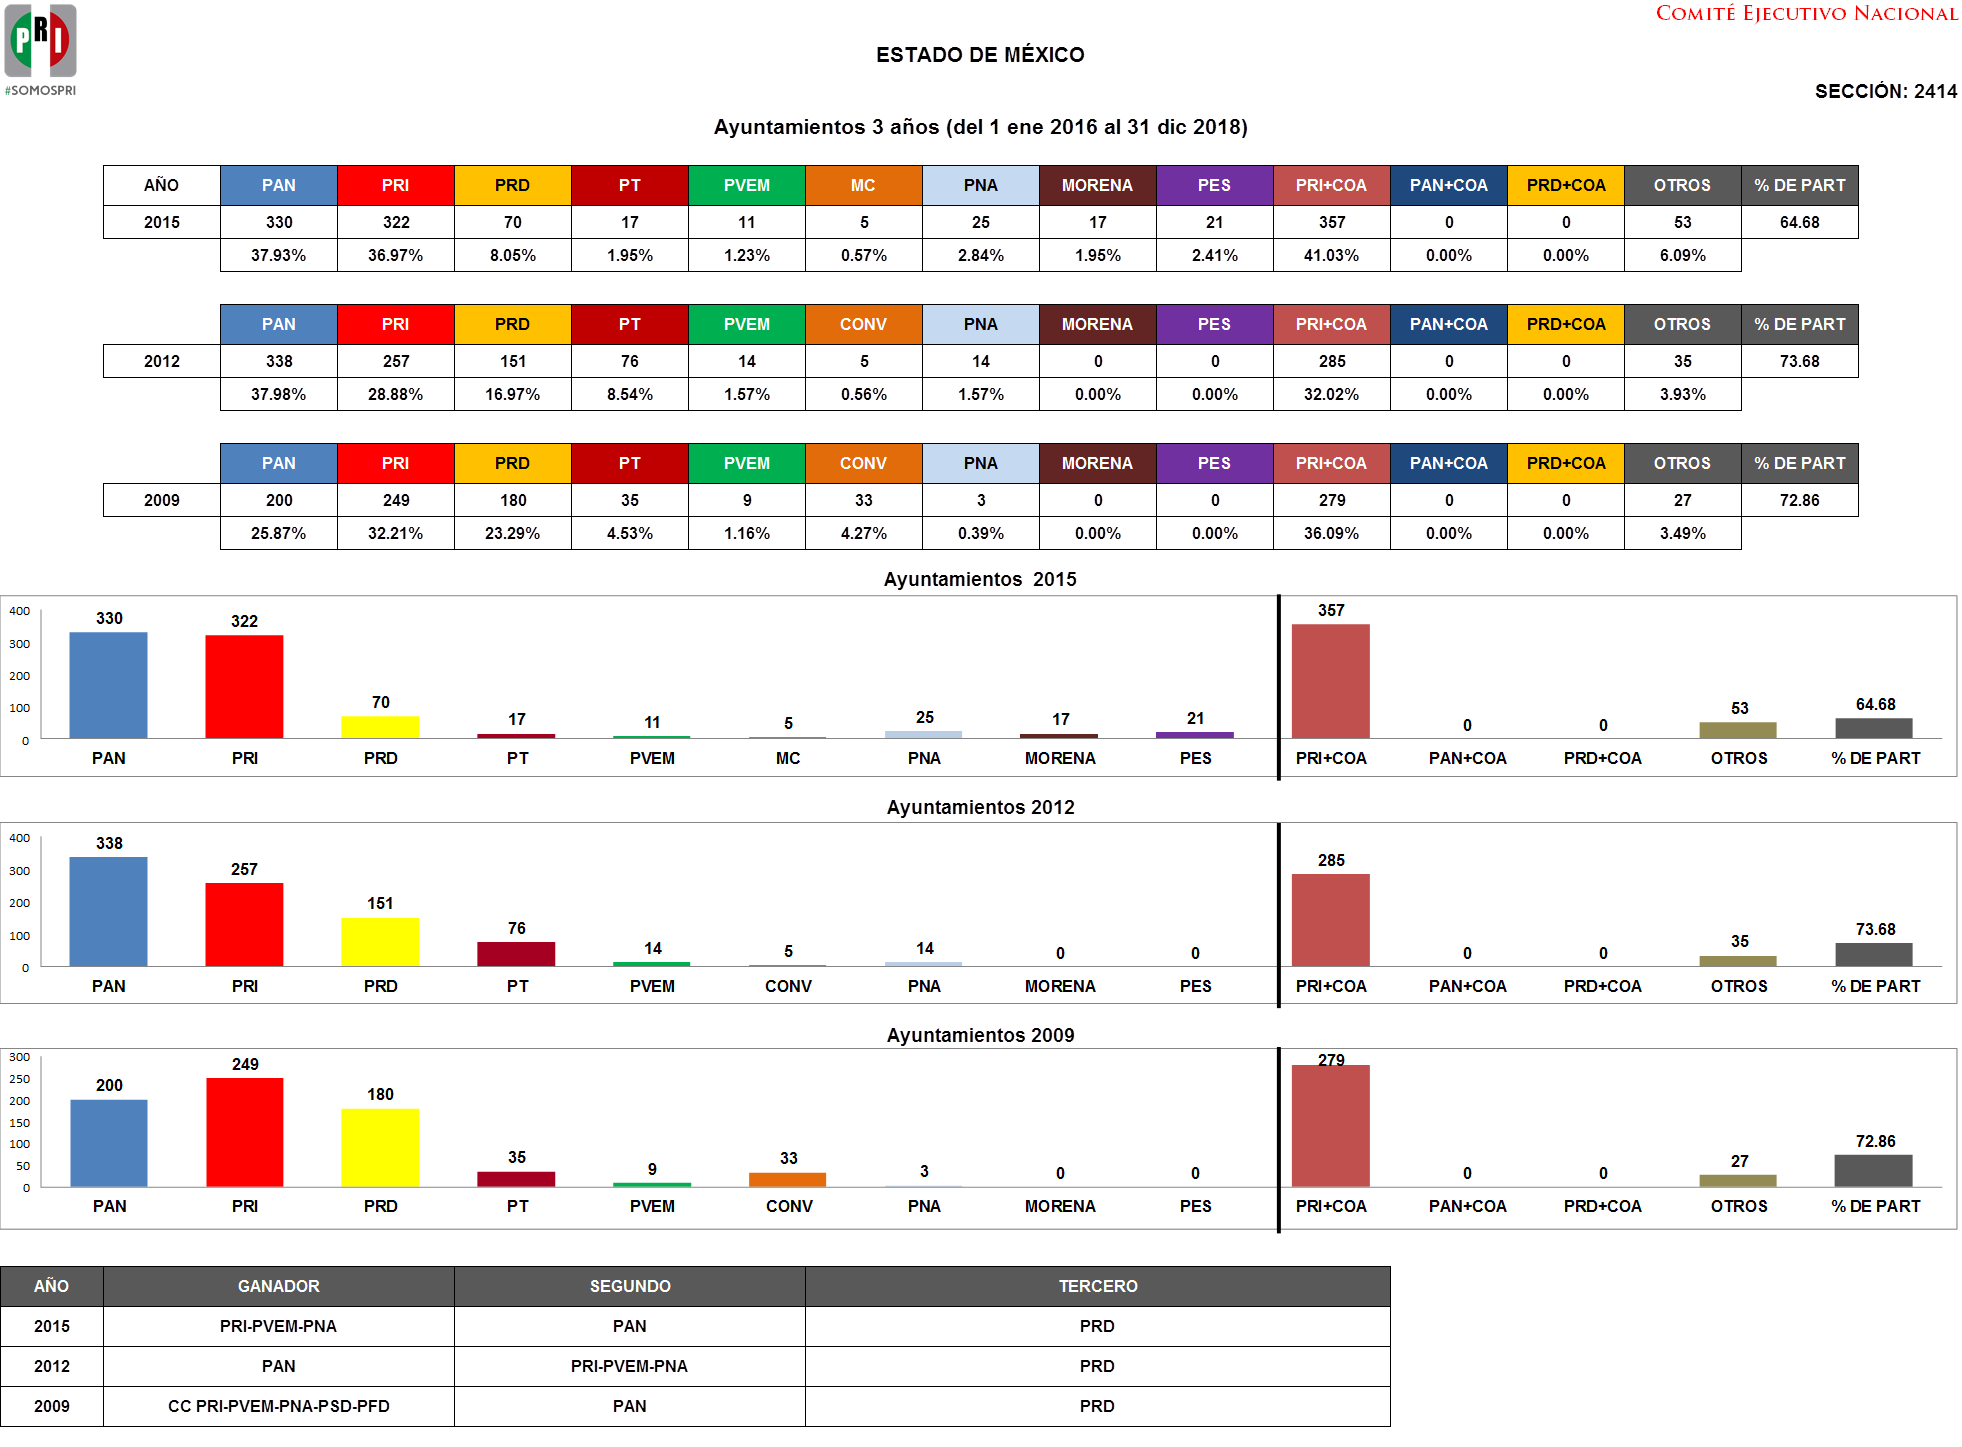 PRI
#SOMOSPRI
COMITÉ EJECUTIVO NACIONAL
ESTADO DE MÉXICO
SECCIÓN: 2414
Ayuntamientos 3 años (del 1 ene 2016 al 31 dic 2018)
AÑO PAN PRI PRD PT PVEM MC PNA MORENA PES PRI+COA PAN+COA PRD+COA OTROS % DE PART
2015 330 322 70 17 11 5 25 17 21 357 0 0 53 64.68
37.93% 36.97% 8.05% 1.95% 1.23% 0.57% 2.84% 1.95% 2.41% 41.03% 0.00% 0.00% 6.09%
PAN PRI PRD PT PVEM CONV PNA MORENA PES PRI+COA PAN+COA PRD+COA OTROS % DE PART
2012 338 257 151 76 14 5 14 0 0 285 0 0 35 73.68
37.98% 28.88% 16.97% 8.54% 1.57% 0.56% 1.57% 0.00% 0.00% 32.02% 0.00% 0.00% 3.93%
PAN PRI PRD PT PVEM CONV PNA MORENA PES PRI+COA PAN+COA PRD+COA OTROS % DE PART
2009 200 249 180 35 9 33 3 0 0 279 0 0 27 72.86
25.87% 32.21% 23.29% 4.53% 1.16% 4.27% 0.39% 0.00% 0.00% 36.09% 0.00% 0.00% 3.49%
Ayuntamientos 2015
400
300
200
100
0
330 322 70 17 11 5 25 17 21 357 0 0 53 64.68
PAN PRI PRD PT PVEM MC PNA MORENA PES PRI+COA PAN+COA PRD+COA OTROS % DE PART
Ayuntamientos 2012
400
300
200
100
0
338 257 151 76 14 5 14 0 0 285 0 0 35 73.68
PAN PRI PRD PT PVEM CONV PNA MORENA PES PRI+COA PAN+COA PRD+COA OTROS % DE PART
Ayuntamientos 2009
300
250
200
150
100
50
0
200 249 180 35 9 33 3 0 0 279 0 0 27 72.86
PAN PRI PRD PT PVEM CONV PNA MORENA PES PRI+COA PAN+COA PRD+COA OTROS % DE PART
AÑO GANADOR SEGUNDO TERCERO
2015 PRI-PVEM-PNA PAN PRD
2012 PAN PRI-PVEM-PNA PRD
2009 CC PRI-PVEM-PNA-PSD-PFD PAN PRD